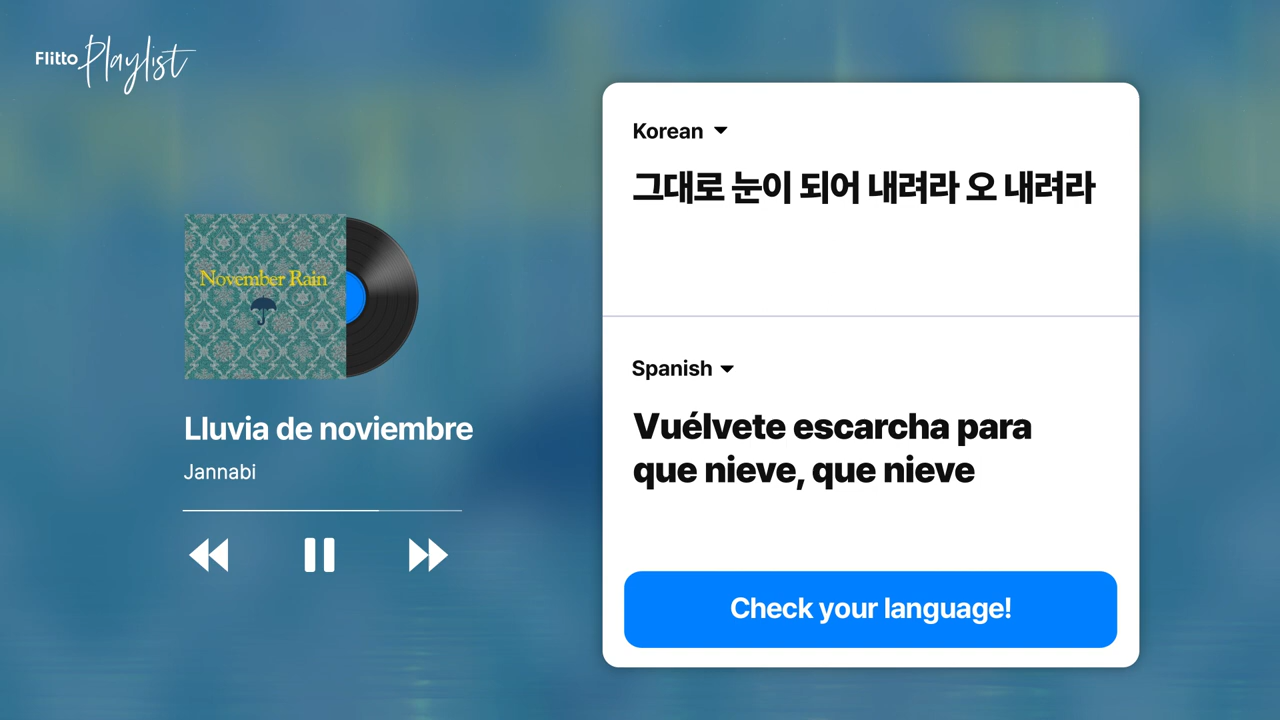 Flitto Playlist
November Rain
Lluvia de noviembre
Jannabi
Korean
그대로 눈이 되어 내려라 오 내려라
Spanish
Vuélvete escarcha para
que nieve, que nieve
Check your language!